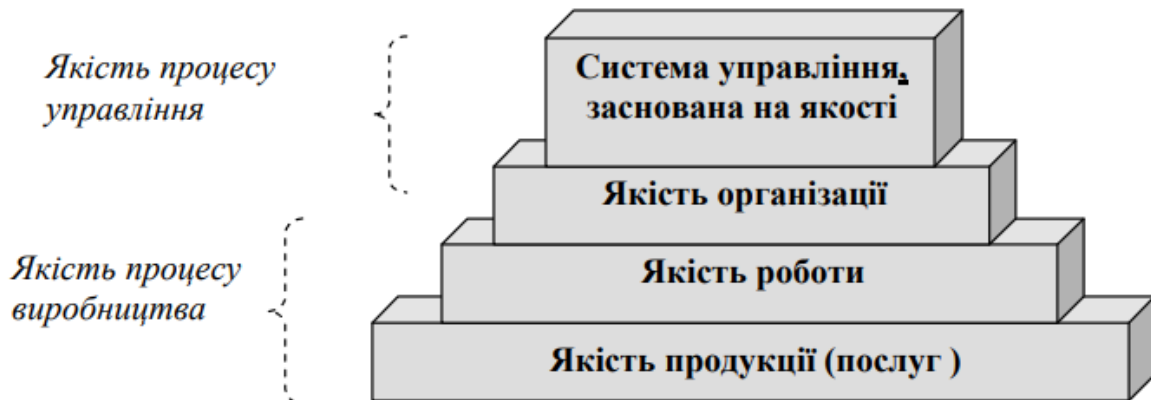 Якість процесу
управління
Система управління,
заснована на якості
Якість організації
Якість процесу
виробництва
Якість роботи
Якість продукції (послуг )